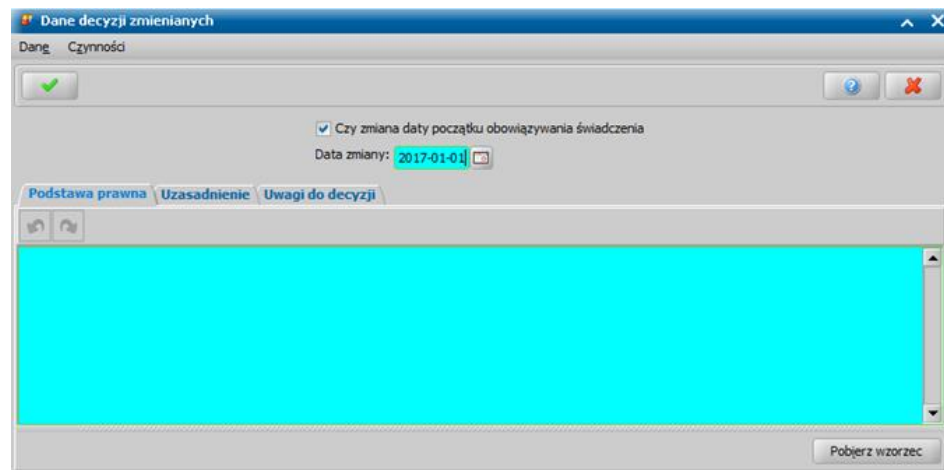 Dane decyzji zmienianych
Dane Czynności
Czy zmiana daty początku obowiązywania świadczenia
Data zmiany: 2017-01-01
Podstawa prawna Uzasadnienie Uwagi do decyzji
Pobierz wzorzec